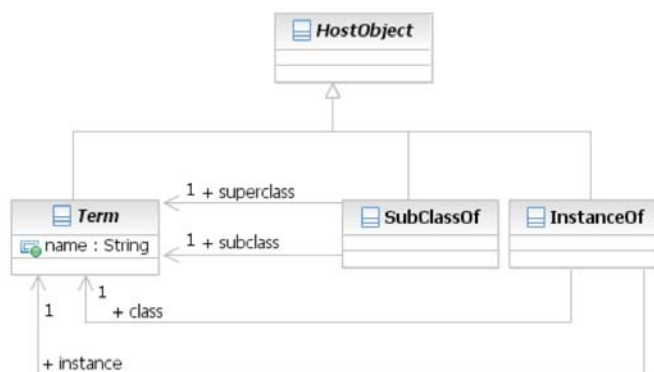 HostObject
1 + superclass
Term
SubClassOf
InstanceOf
name : String
1 + subclass
1
1
+ class
+ instance